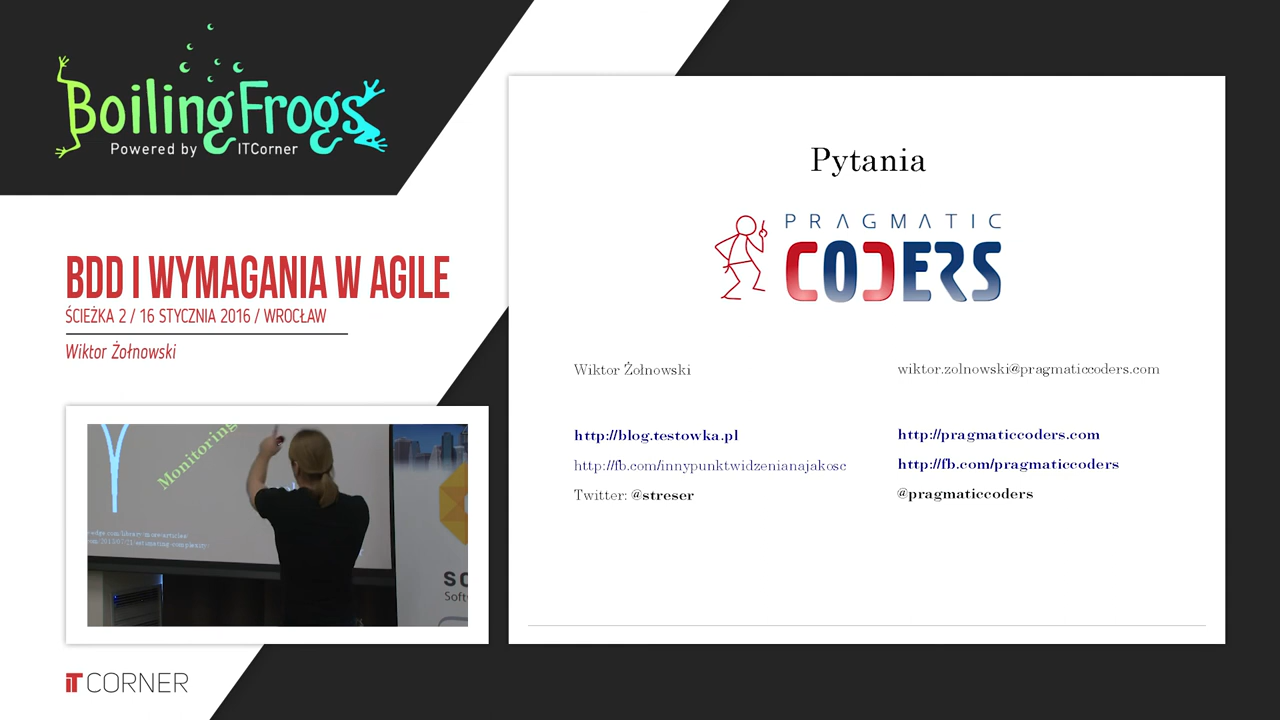 BoilingFrogs
Powered by ITCorner
BDD I WYMAGANIA W AGILE
ŚCIEŻKA 2 / 16 STYCZNIA 2016 / WROCŁAW
Wiktor Żołnowski
Monitoring
SO
Softw
iT CORNER
Pytania
PRAGMATIC
CODERS
Wiktor Żołnowski
wiktor.zolnowski@pragmaticcoders.com
http://blog.testowka.pl
http://pragmaticcoders.com
http://fb.com/innypunktwidzenianajakosc
http://fb.com/pragmaticcoders
Twitter: @streser
@pragmaticcoders